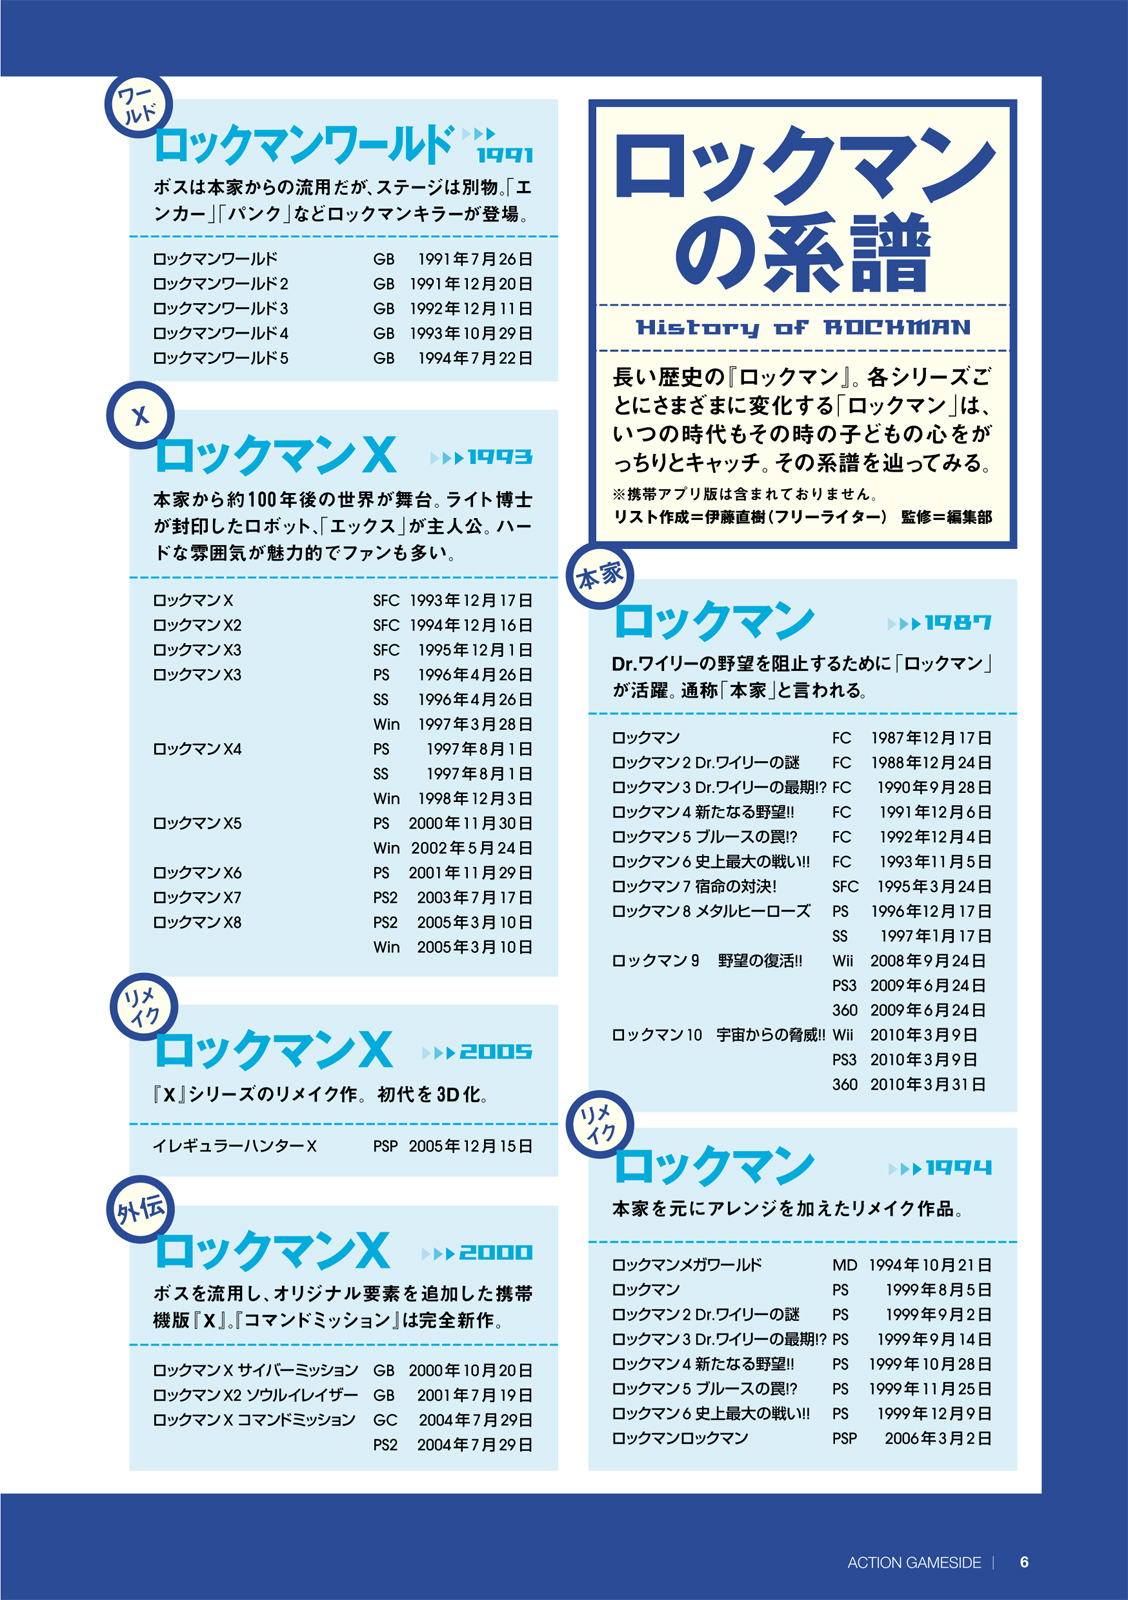 ロックマン
の系譜
History of ROCKMAN
長い歴史の『ロックマン』。各シリーズご
とにさまざまに変化する「ロックマン」は、
いつの時代もその時の子どもの心をが
っちりとキャッチ。その系譜を辿ってみる。
※携帯アプリ版は含まれておりません。
リスト作成＝伊藤直樹（フリーライター） 監修＝編集部
本家
ロックマン 1987
Dr.ワイリーの野望を阻止するために「ロックマン」
が活躍。通称「本家」と言われる。
ロックマン FC 1987年12月17日
ロックマン2 Dr.ワイリーの謎 FC 1988年12月24日
ロックマン3 Dr.ワイリーの最期!? FC 1990年9月28日
ロックマン4 新たなる野望!! FC 1991年12月6日
ロックマン5 ブルースの罠!? FC 1992年12月4日
ロックマン6 史上最大の戦い!! FC 1993年11月5日
ロックマン7 宿命の対決! SFC 1995年3月24日
ロックマン8 メタルヒーローズ PS 1996年12月17日
SS 1997年1月17日
ロックマン9 野望の復活!! Wii 2008年9月24日
PS3 2009年6月24日
360 2009年6月24日
ロックマン10 宇宙からの脅威!! Wii 2010年3月9日
PS3 2010年3月9日
360 2010年3月31日
リメ
イク
ロックマン 1994
本家を元にアレンジを加えたリメイク作品。
ロックマンメガワールド MD 1994年10月21日
ロックマン PS 1999年8月5日
ロックマン2 Dr.ワイリーの謎 PS 1999年9月2日
ロックマン3 Dr.ワイリーの最期!? PS 1999年9月14日
ロックマン4 新たなる野望!! PS 1999年10月28日
ロックマン5 ブルースの罠!? PS 1999年11月25日
ロックマン6 史上最大の戦い!! PS 1999年12月9日
ロックマンロックマン PSP 2006年3月2日
ワー
ルド
ロックマンワールド 1991
ボスは本家からの流用だが、ステージは別物。「エ
ンカー」「パンク」などロックマンキラーが登場。
ロックマンワールド GB 1991年7月26日
ロックマンワールド2 GB 1991年12月20日
ロックマンワールド3 GB 1992年12月11日
ロックマンワールド4 GB 1993年10月29日
ロックマンワールド5 GB 1994年7月22日
X
ロックマンX 1993
本家から約100年後の世界が舞台。ライト博士
が封印したロボット、「エックス」が主人公。ハー
ドな雰囲気が魅力的でファンも多い。
ロックマンX SFC 1993年12月17日
ロックマンX2 SFC 1994年12月16日
ロックマンX3 SFC 1995年12月1日
ロックマンX3 PS 1996年4月26日
SS 1996年4月26日
Win 1997年3月28日
ロックマンX4 PS 1997年8月1日
SS 1997年8月1日
Win 1998年12月3日
ロックマンX5 PS 2000年11月30日
Win 2002年5月24日
ロックマンX6 PS 2001年11月29日
ロックマンX7 PS2 2003年7月17日
ロックマンX8 PS2 2005年3月10日
Win 2005年3月10日
リメ
イク
ロックマンX 2005
『X』シリーズのリメイク作。初代を3D化。
イレギュラーハンターX PSP 2005年12月15日
外伝
ロックマンX 2000
ボスを流用し、オリジナル要素を追加した携帯
機版『X』。『コマンドミッション』は完全新作。
ロックマンX サイバーミッション GB 2000年10月20日
ロックマンX2 ソウルイレイザー GB 2001年7月19日
ロックマンX コマンドミッション GC 2004年7月29日
PS2 2004年7月29日
ACTION GAMESIDE | 6